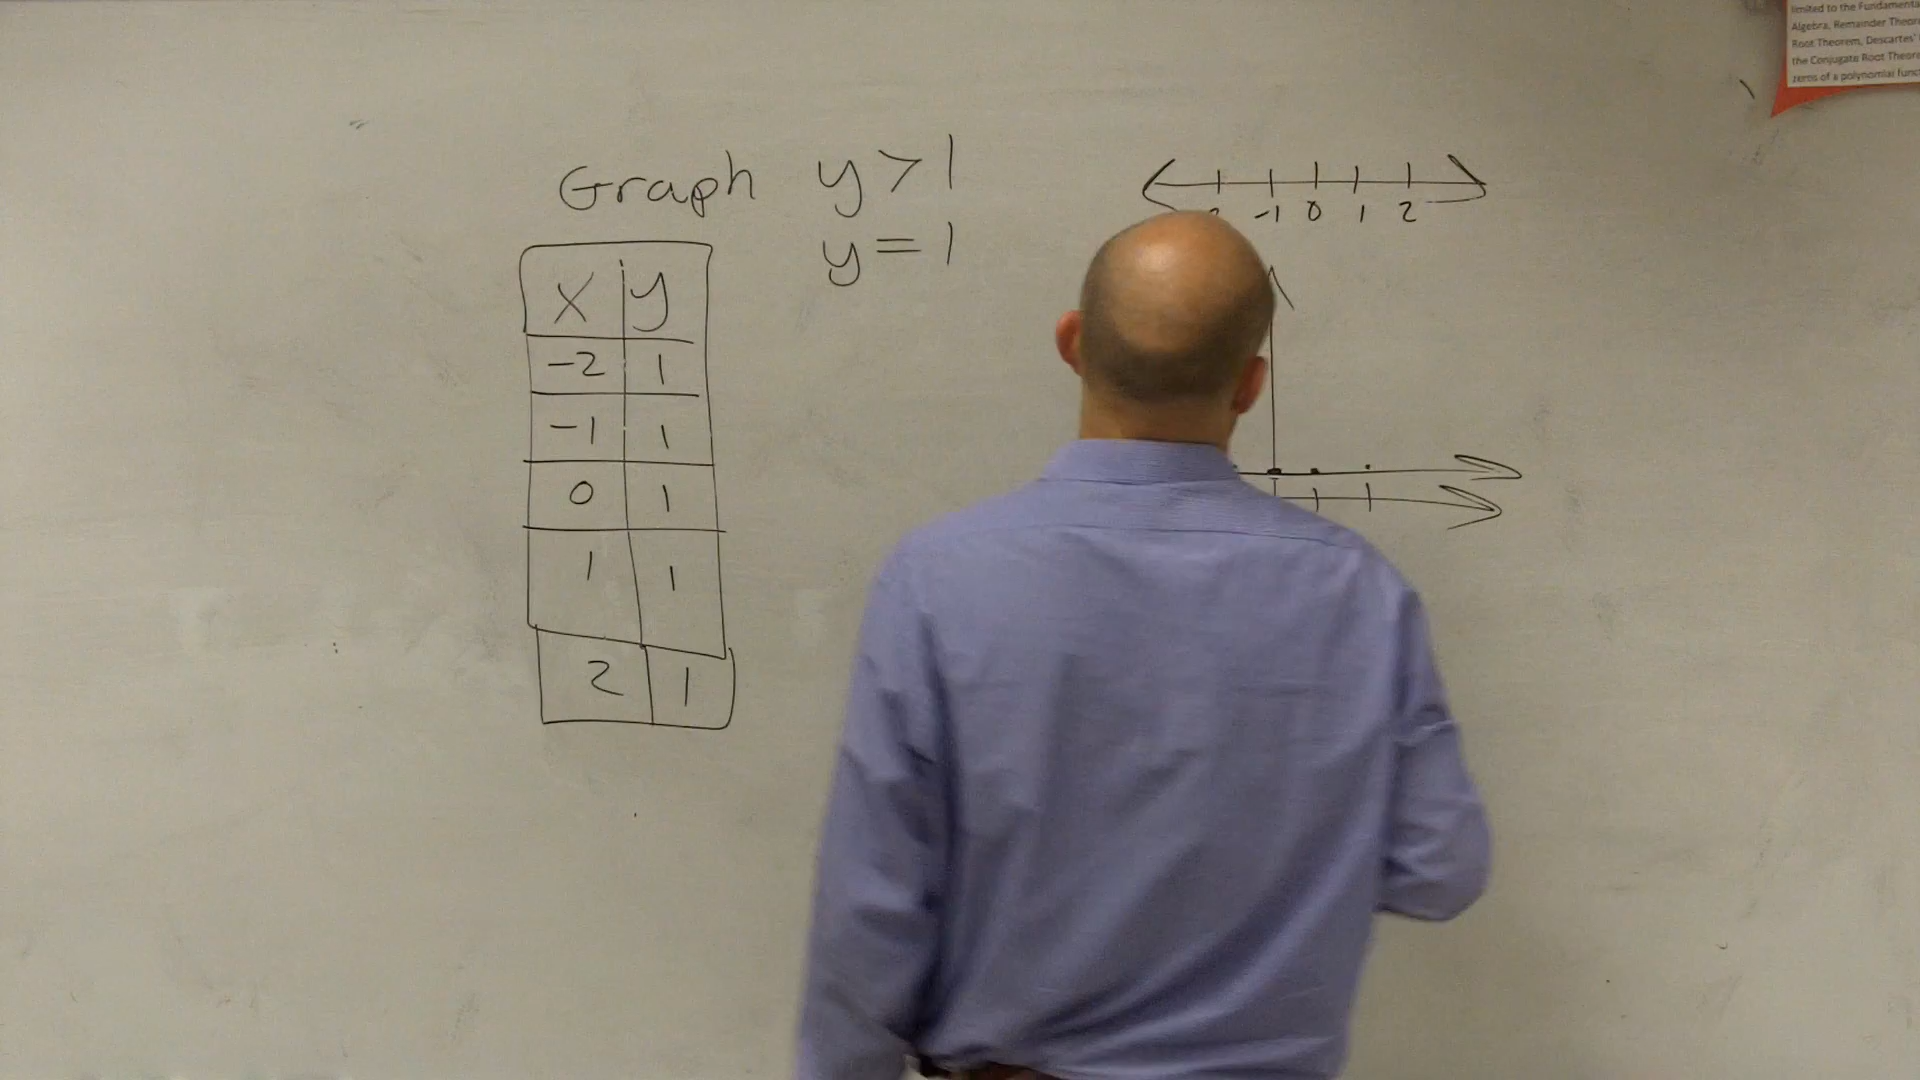 limited to the Fundamenta
Algebra, Remainder Theor
Root Theorem, Descartes'
the Conjugate Root Theor
zeros of a polynomial func
Graph y > 1
y = 1
-1 0 1 2
x y
-2 1
-1 1
0 1
1 1
2 1